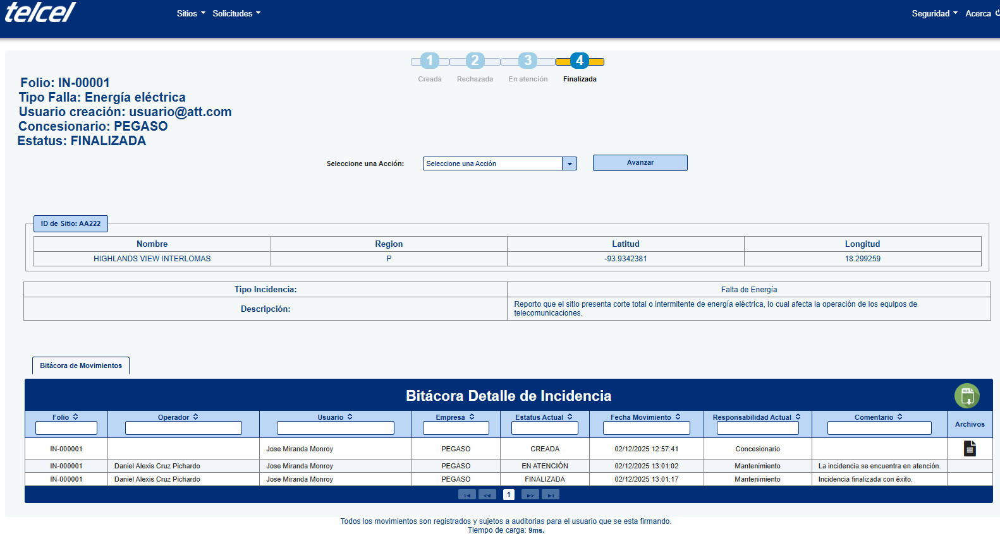 telcel
Sitios Solicitudes Seguridad Acerca
1 2 3 4
Creada Rechazada En atención Finalizada
Folio: IN-00001
Tipo Falla: Energía eléctrica
Usuario creación: usuario@att.com
Concesionario: PEGASO
Estatus: FINALIZADA
Seleccione una Acción: Seleccione una Acción Avanzar
ID de Sitio: AA222
Nombre Region Latitud Longitud
HIGHLANDS VIEW INTERLOMAS P -93.9342381 18.299259
Tipo Incidencia: Falta de Energía
Descripción: Reporto que el sitio presenta corte total o intermitente de energía eléctrica, lo cual afecta la operación de los equipos de
telecomunicaciones.
Bitácora de Movimientos
Bitácora Detalle de Incidencia
Folio Operador Usuario Empresa Estatus Actual Fecha Movimiento Responsabilidad Actual Comentario Archivos
IN-000001 Jose Miranda Monroy PEGASO CREADA 02/12/2025 12:57:41 Concesionario
IN-000001 Daniel Alexis Cruz Pichardo Jose Miranda Monroy PEGASO EN ATENCIÓN 02/12/2025 13:01:02 Mantenimiento La incidencia se encuentra en atención.
IN-000001 Daniel Alexis Cruz Pichardo Jose Miranda Monroy PEGASO FINALIZADA 02/12/2025 13:01:17 Mantenimiento Incidencia finalizada con éxito.
1
Todos los movimientos son registrados y sujetos a auditorias para el usuario que se esta firmando.
Tiempo de carga: 9ms.